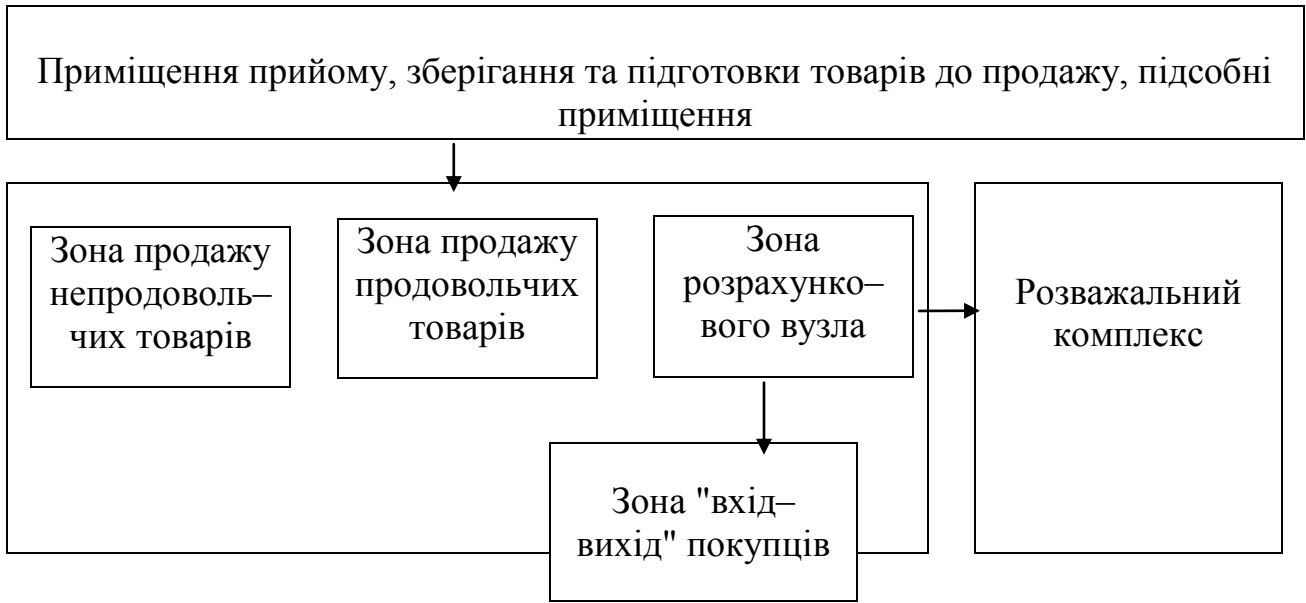 Приміщення прийому, зберігання та підготовки товарів до продажу, підсобні
приміщення
Зона продажу
непродоволь–
чих товарів
Зона продажу
продовольчих
товарів
Зона
розрахунко–
вого вузла
Розважальний
комплекс
Зона "вхід–
вихід" покупців